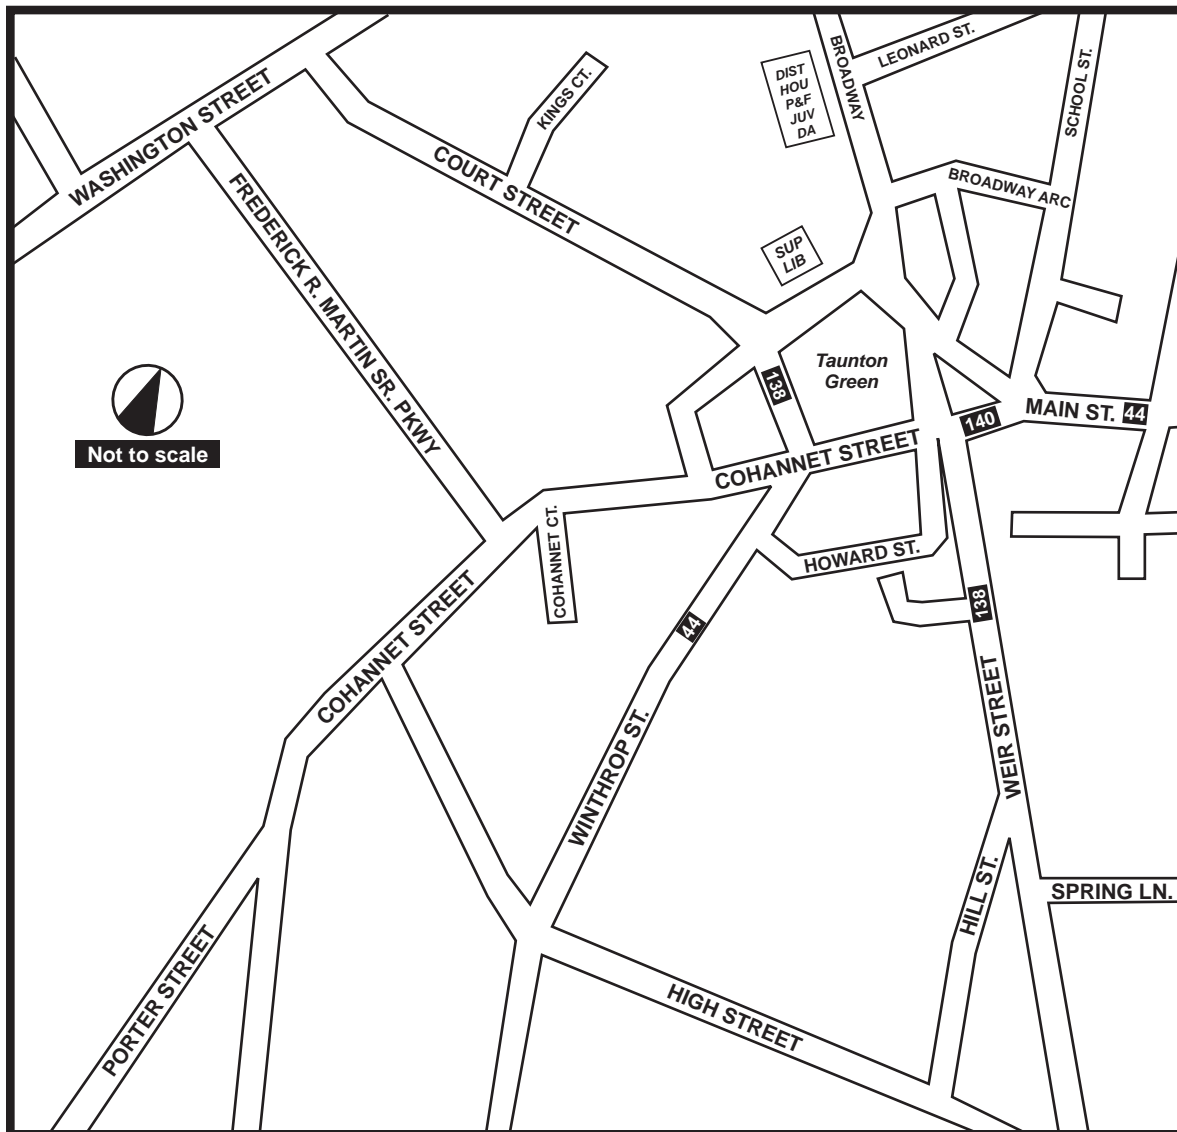 LEONARD ST.
BROADWAY
KINGS CT.
DIST
HOU
P&F
JUV
DA
SCHOOL ST.
WASHINGTON STREET
COURT STREET
BROADWAY ARC
FREDERICK R. MARTIN SR. PKWY
SUP
LIB
Taunton
Green
138
MAIN ST. 44
140
Not to scale
COHANNET STREET
COHANNET CT.
HOWARD ST.
COHANNET STREET
44
138
WINTHROP ST.
WEIR STREET
HILL ST.
SPRING LN.
PORTER STREET
HIGH STREET